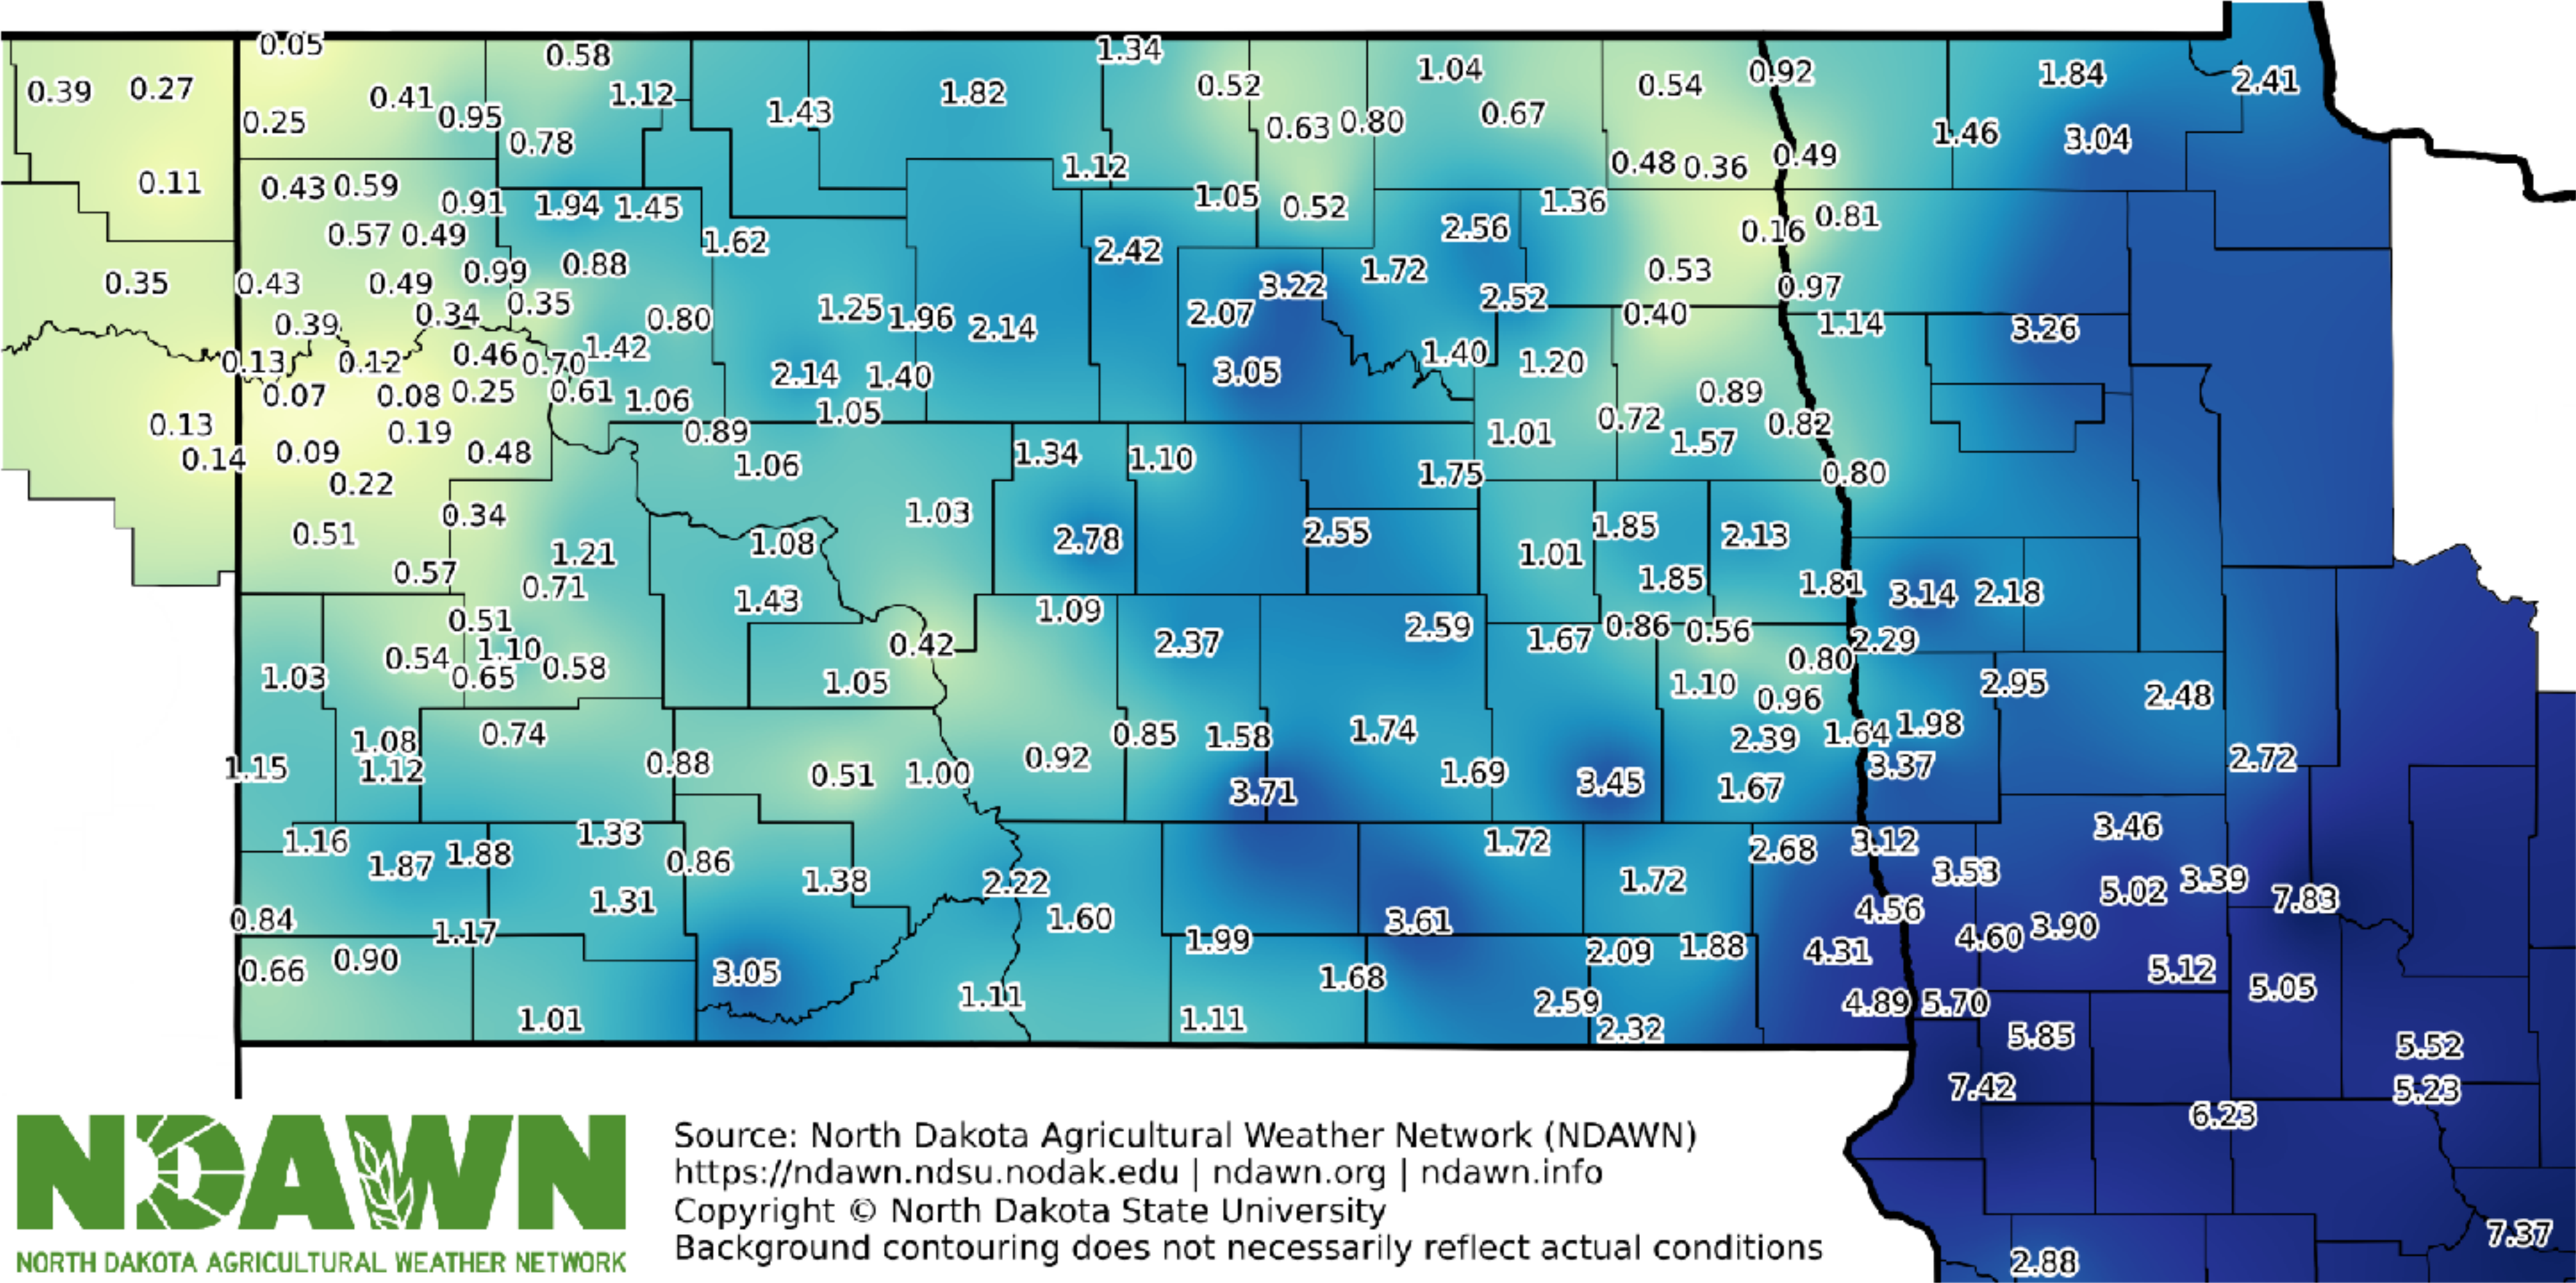 0.05 0.58 1.34
0.39 0.27 0.41 1.12 1.43 1.82 0.52 1.04 0.54 0.92 1.84 2.41
0.25 0.95 0.78 0.63 0.80 0.67 1.46 3.04
0.11 0.43 0.59 1.12 0.48 0.36 0.49
0.91 1.94 1.45 1.05 0.52 1.36
0.57 0.49 1.62 2.42 2.56 0.16 0.81
0.35 0.43 0.49 0.99 0.88 3.22 1.72 0.53 0.97
0.39 0.34 0.35 0.80 1.25 1.96 2.14 2.07 2.52 0.40 1.14 3.26
0.13 0.12 0.46 0.70 1.42 1.40 1.20
0.07 0.08 0.25 0.61 1.06 2.14 1.40 3.05 0.89
0.13 0.19 0.89 1.05 1.01 0.72 1.57 0.82
0.14 0.09 0.48 1.06 1.34 1.10 1.75 0.80
0.22
0.51 0.34 1.03 1.85 2.13
1.21 1.08 2.78 2.55 1.01
0.57 0.71 1.43 1.85 1.81 3.14 2.18
0.51 1.09 2.59 0.86 0.56
0.54 1.10 0.58 0.42 2.37 1.67 0.80 2.29
1.03 0.65 1.05 1.10 0.96 2.95 2.48
1.08 0.74 0.85 1.58 1.74 2.39 1.64 1.98
1.15 1.12 0.88 0.51 1.00 0.92 1.69 3.45 3.37 2.72
3.71 1.67
1.16 1.33 1.72 2.68 3.12 3.46
1.87 1.88 0.86 1.38 2.22 1.72 3.53 5.02 3.39 7.83
0.84 1.31 1.60 3.61 4.56
1.17 1.99 2.09 1.88 4.31 4.60 3.90
0.66 0.90 3.05 1.68 5.12 5.05
1.01 1.11 1.11 2.59 2.32 4.89 5.70
5.85 5.52
7.42 5.23
6.23
7.37
2.88
NDAWN
NORTH DAKOTA AGRICULTURAL WEATHER NETWORK
Source: North Dakota Agricultural Weather Network (NDAWN)
https://ndawn.ndsu.nodak.edu | ndawn.org | ndawn.info
Copyright © North Dakota State University
Background contouring does not necessarily reflect actual conditions